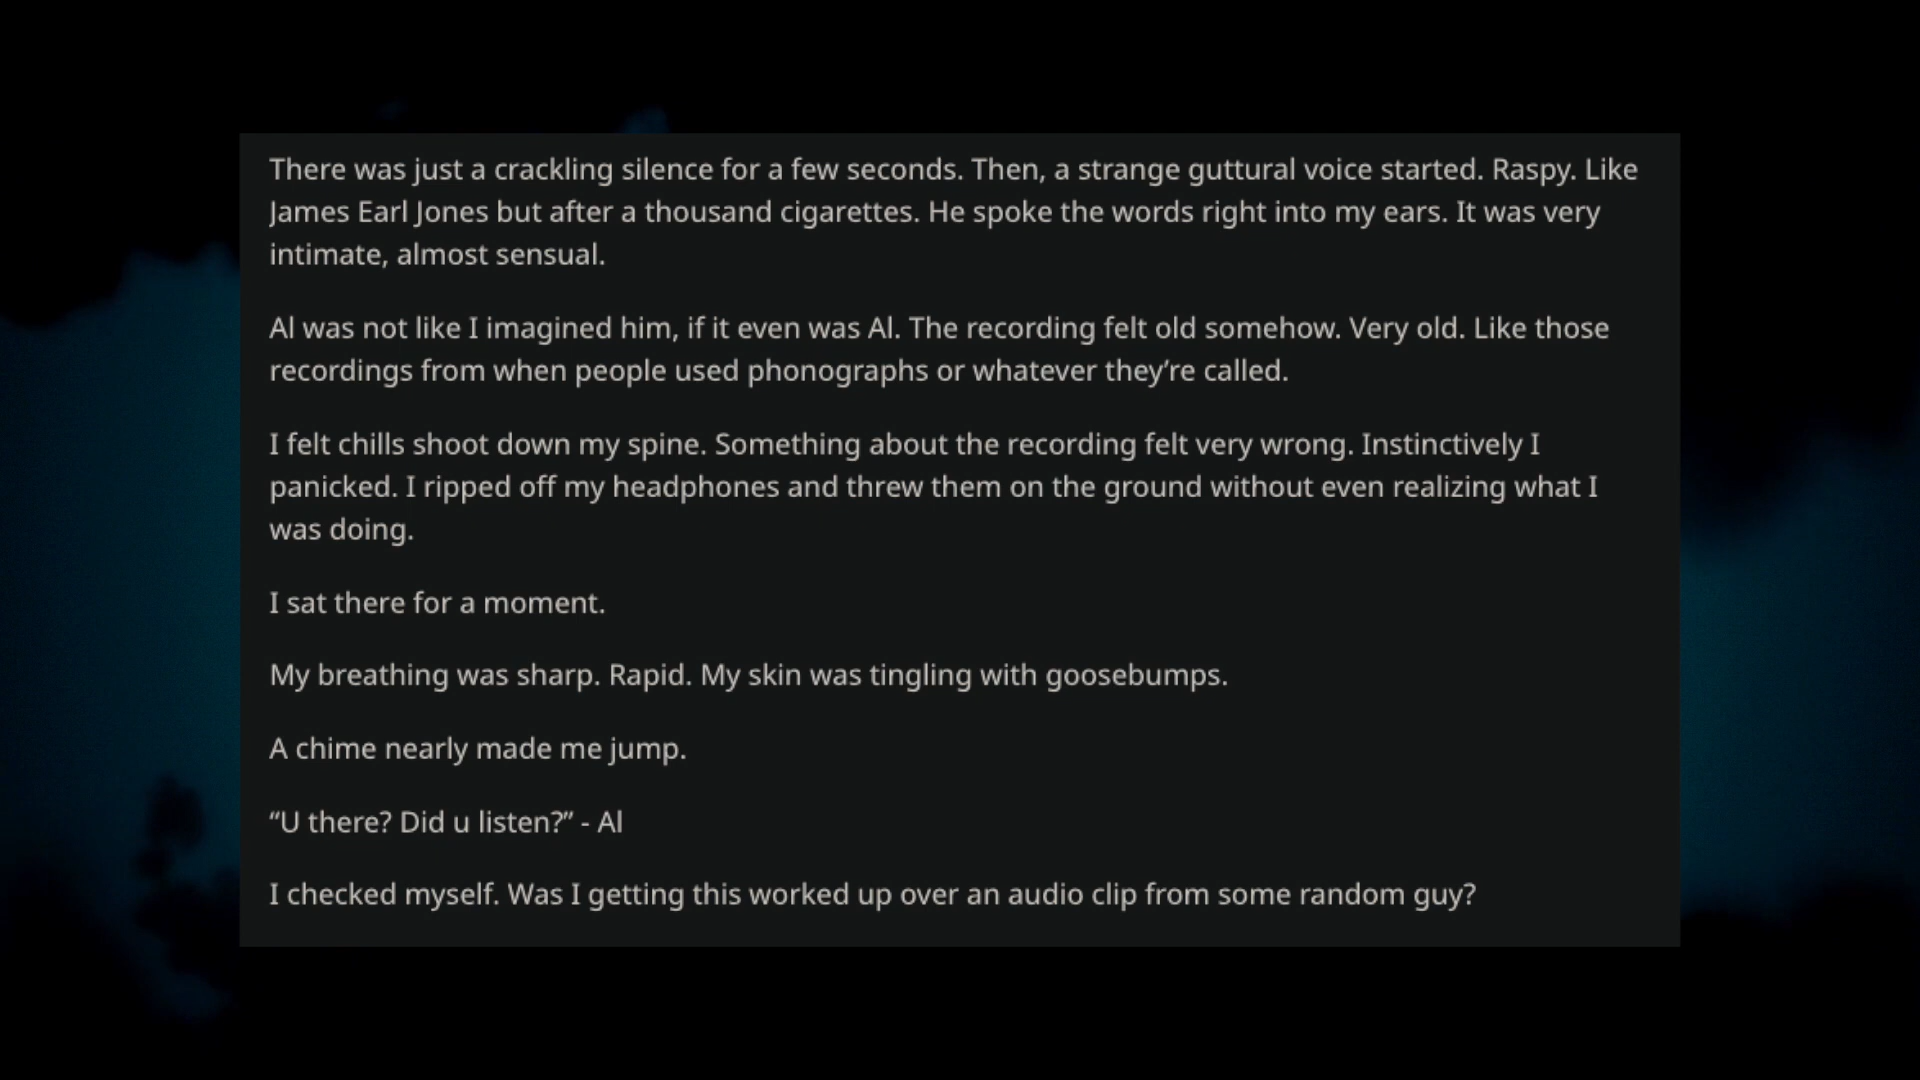 There was just a crackling silence for a few seconds. Then, a strange guttural voice started. Raspy. Like
James Earl Jones but after a thousand cigarettes. He spoke the words right into my ears. It was very
intimate, almost sensual.
Al was not like I imagined him, if it even was Al. The recording felt old somehow. Very old. Like those
recordings from when people used phonographs or whatever they’re called.
I felt chills shoot down my spine. Something about the recording felt very wrong. Instinctively I
panicked. I ripped off my headphones and threw them on the ground without even realizing what I
was doing.
I sat there for a moment.
My breathing was sharp. Rapid. My skin was tingling with goosebumps.
A chime nearly made me jump.
“U there? Did u listen?” - Al
I checked myself. Was I getting this worked up over an audio clip from some random guy?